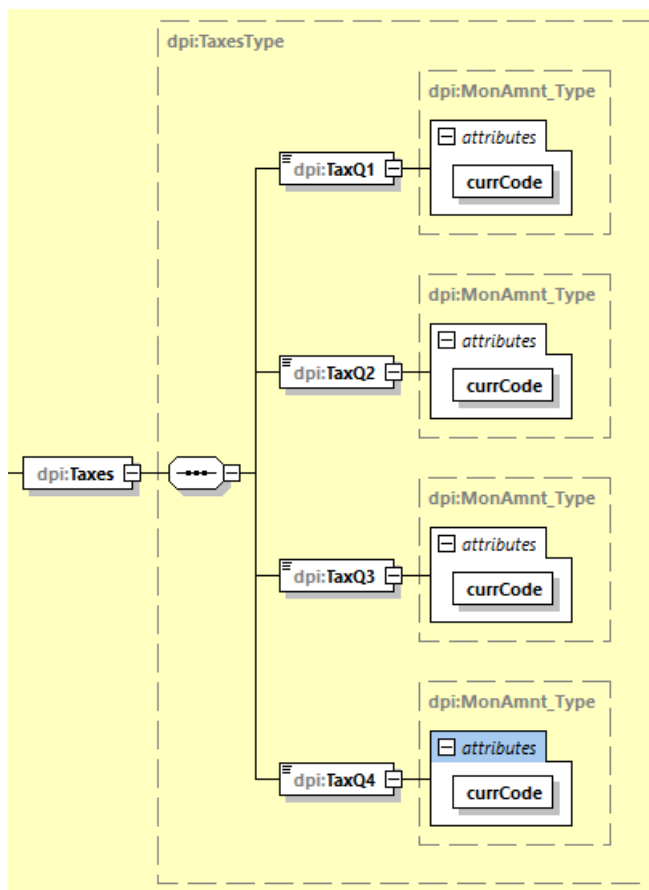 dpi:TaxesType
dpi:MonAmnt_Type
attributes
dpi:TaxQ1
currCode
dpi:MonAmnt_Type
attributes
dpi:TaxQ2
currCode
dpi:Taxes
dpi:MonAmnt_Type
attributes
dpi:TaxQ3
currCode
dpi:MonAmnt_Type
attributes
dpi:TaxQ4
currCode